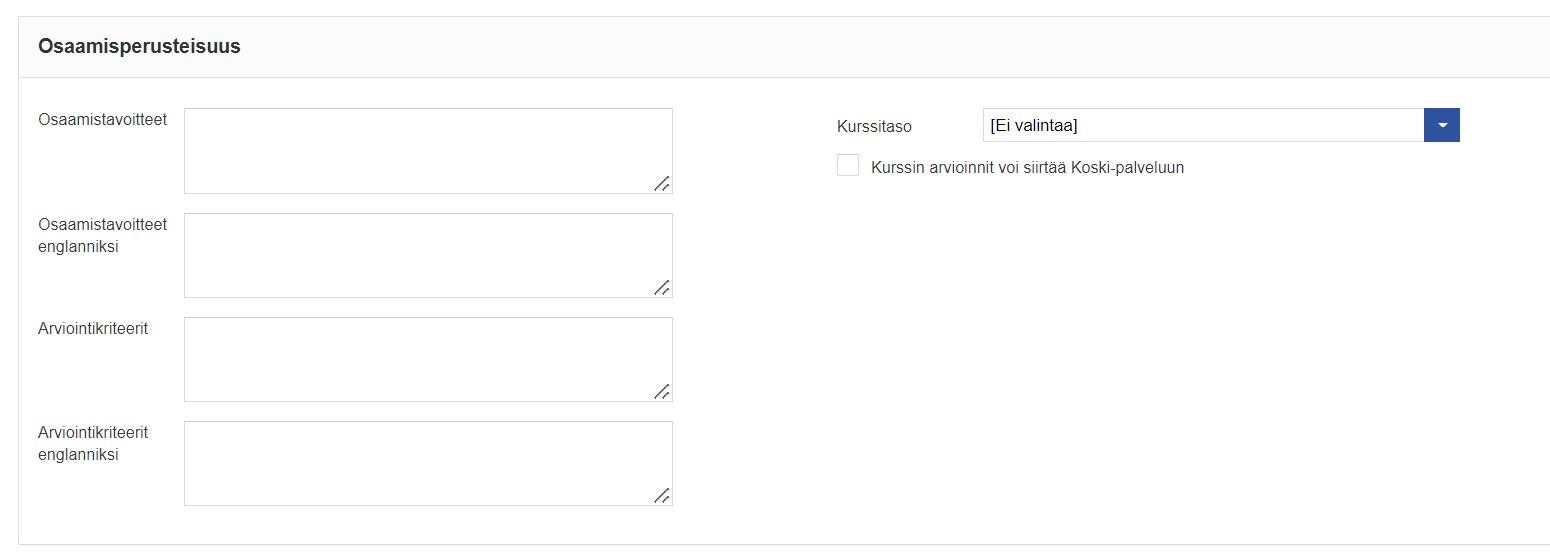 Osaamisperusteisuus
Osaamistavoitteet
Osaamistavoitteet
englanniksi
Arviointikriteerit
Arviointikriteerit
englanniksi
Kurssitaso
[Ei valintaa]
Kurssin arvioinnit voi siirtää Koski-palveluun